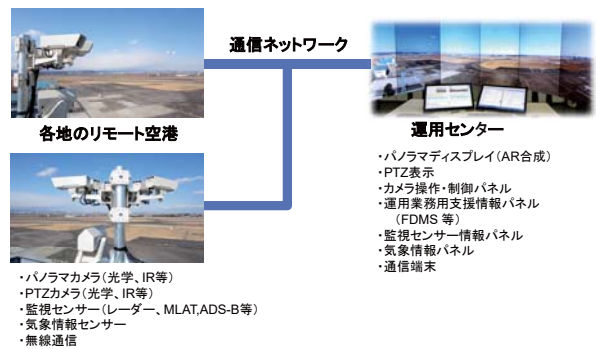 通信ネットワーク
各地のリモート空港
・パノラマカメラ(光学、IR等)
・PTZカメラ(光学、IR等)
・監視センサー(レーダー、MLAT,ADS-B等)
・気象情報センサー
・無線通信
運用センター
・パノラマディスプレイ(AR合成)
・PTZ表示
・カメラ操作・制御パネル
・運用業務用支援情報パネル
(FDMS 等)
・監視センサー情報パネル
・気象情報パネル
・通信端末